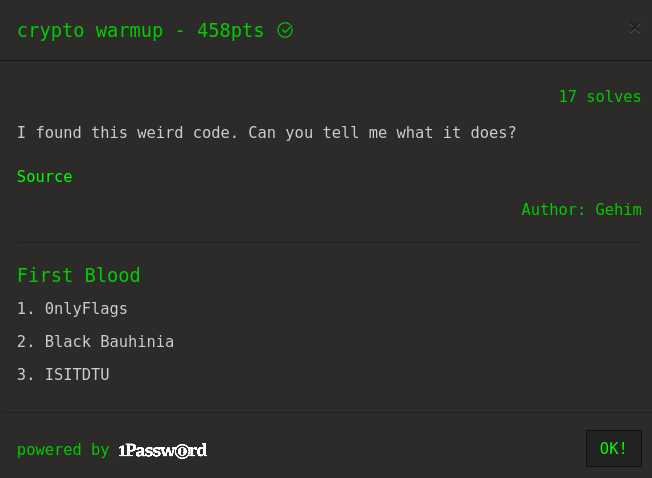 crypto warmup - 458pts
17 solves
I found this weird code. Can you tell me what it does?
Source
Author: Gehim
First Blood
1. 0nlyFlags
2. Black Bauhinia
3. ISITDTU
powered by 1Password
OK!